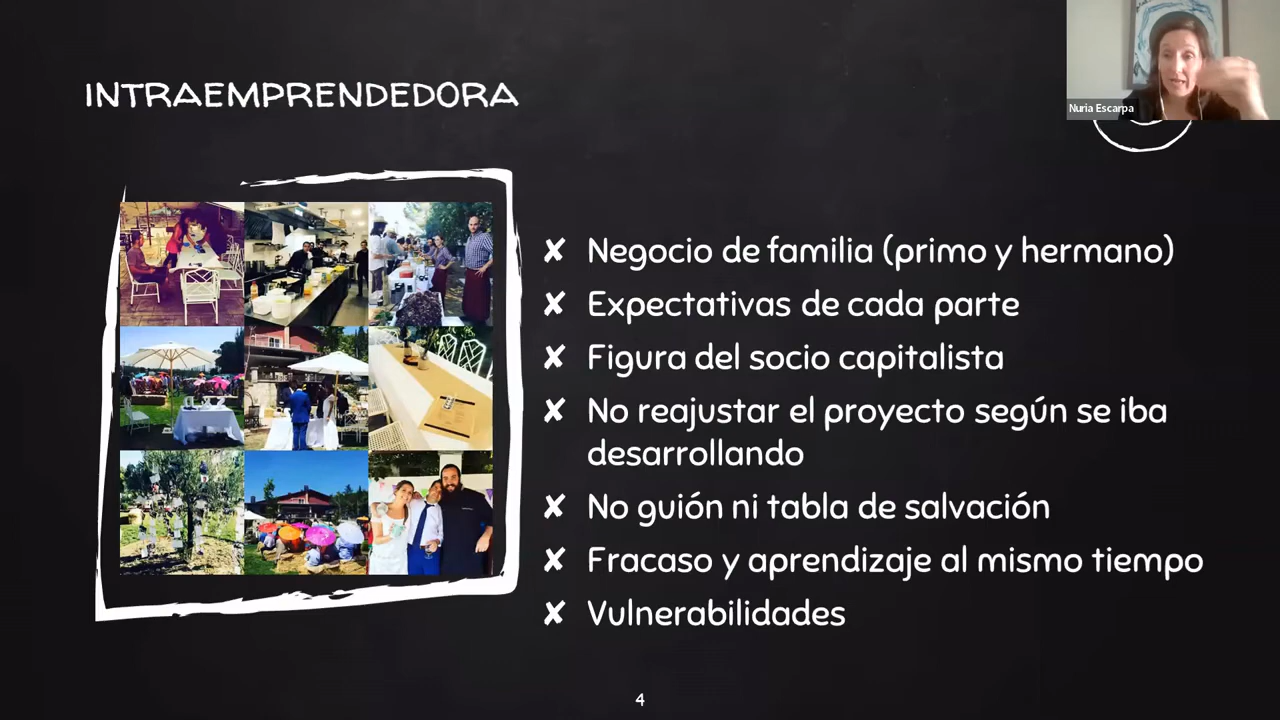 Nuria Escarpa
INTRAEMPRENDEDORA
✘ Negocio de familia (primo y hermano)
✘ Expectativas de cada parte
✘ Figura del socio capitalista
✘ No reajustar el proyecto según se iba
desarrollando
✘ No guión ni tabla de salvación
✘ Fracaso y aprendizaje al mismo tiempo
✘ Vulnerabilidades
4